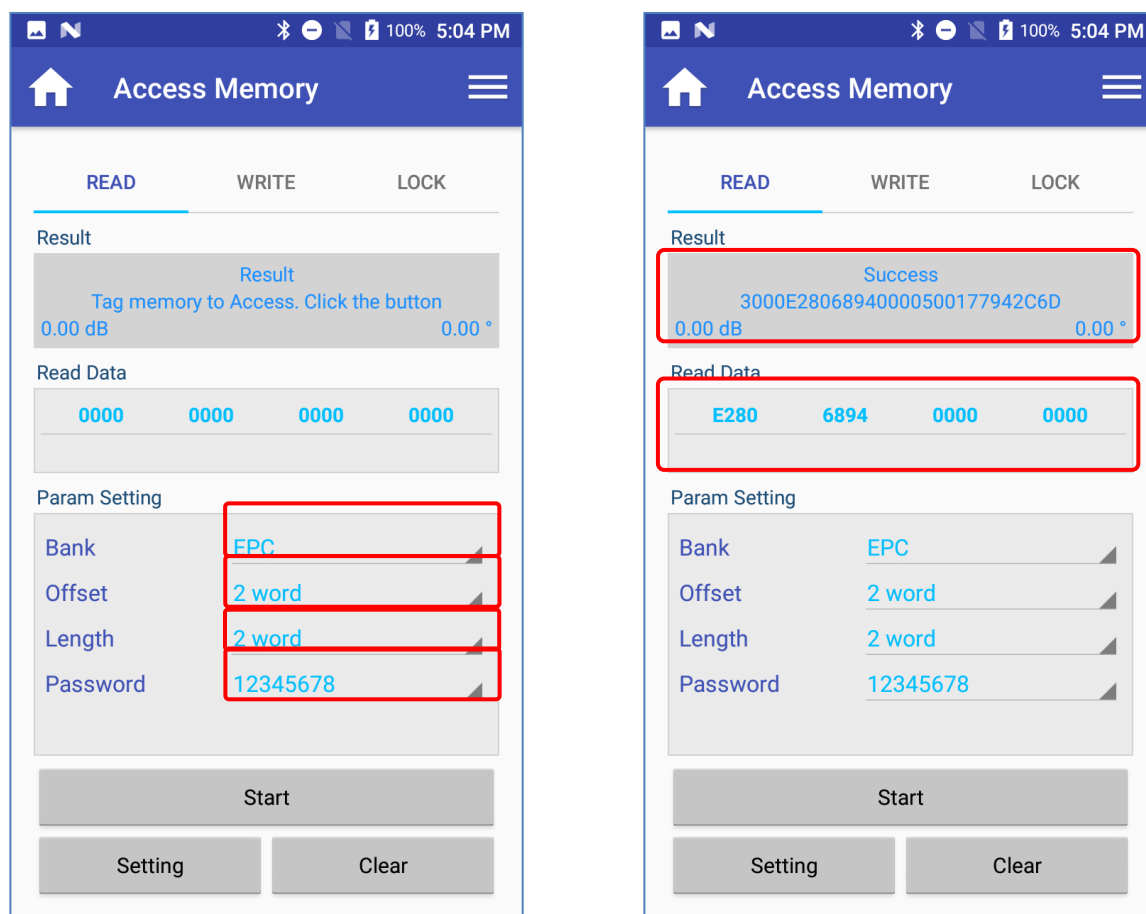 100% 5:04 PM
Access Memory
READ WRITE LOCK
Result
Result
Tag memory to Access. Click the button
0.00 dB 0.00 °
Read Data
0000 0000 0000 0000
Param Setting
Bank EPC
Offset 2 word
Length 2 word
Password 12345678
Start
Setting Clear
100% 5:04 PM
Access Memory
READ WRITE LOCK
Result
Success
3000E28068940000500177942C6D
0.00 dB 0.00 °
Read Data
E280 6894 0000 0000
Param Setting
Bank EPC
Offset 2 word
Length 2 word
Password 12345678
Start
Setting Clear